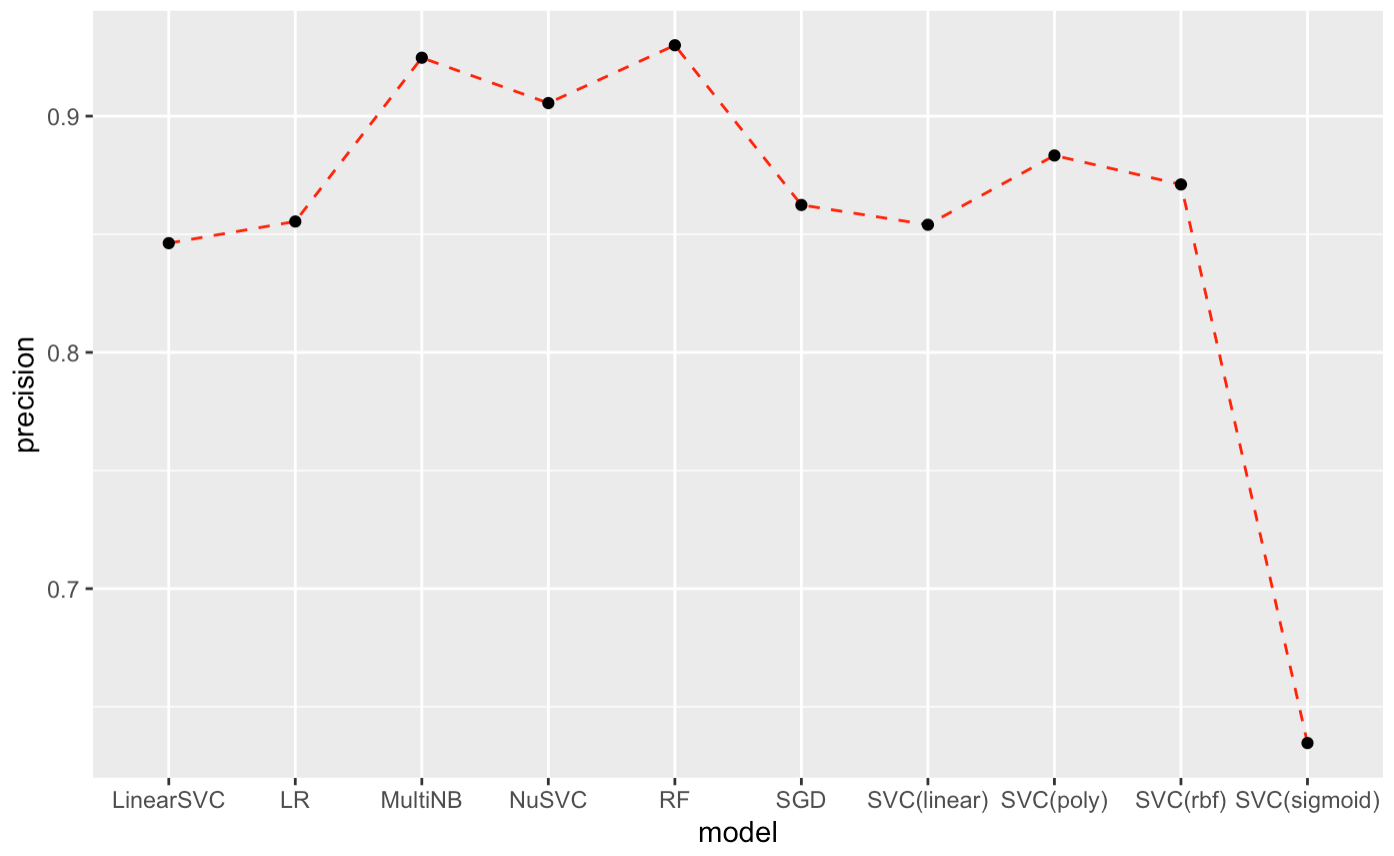 0.9
0.8
0.7
precision
LinearSVC LR MultiNB NuSVC RF SGD SVC(linear) SVC(poly) SVC(rbf) SVC(sigmoid)
model